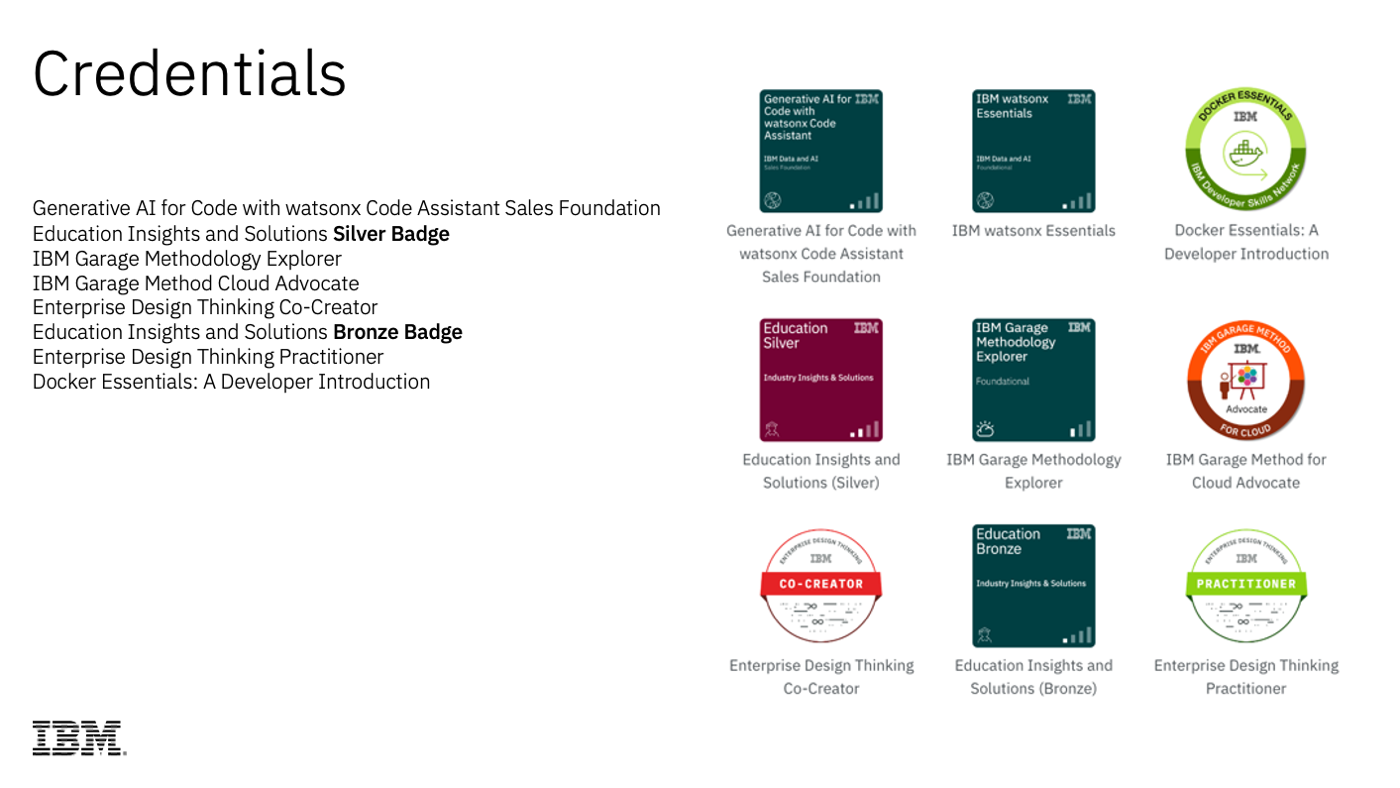 Credentials
Generative AI for Code with watsonx Code Assistant Sales Foundation
Education Insights and Solutions Silver Badge
IBM Garage Methodology Explorer
IBM Garage Method Cloud Advocate
Enterprise Design Thinking Co-Creator
Education Insights and Solutions Bronze Badge
Enterprise Design Thinking Practitioner
Docker Essentials: A Developer Introduction
Generative AI for IBM
Code with
watsonx Code
Assistant
IBM Data and AI
Sales Foundation
Generative AI for Code with
watsonx Code Assistant
Sales Foundation
IBM watsonx IBM
Essentials
IBM Data and AI
Foundational
IBM watsonx Essentials
DOCKER ESSENTIALS
IBM
IBM Developer Skills Network
Docker Essentials: A
Developer Introduction
Education IBM
Silver
Industry Insights & Solutions
Education Insights and
Solutions (Silver)
IBM Garage IBM
Methodology
Explorer
Foundational
IBM Garage Methodology
Explorer
IBM GARAGE METHOD
IBM.
Advocate
FOR CLOUD
IBM Garage Method for
Cloud Advocate
ENTERPRISE DESIGN THINKING
IBM
CO-CREATOR
Enterprise Design Thinking
Co-Creator
Education IBM
Bronze
Industry Insights & Solutions
Education Insights and
Solutions (Bronze)
ENTERPRISE DESIGN THINKING
IBM
PRACTITIONER
Enterprise Design Thinking
Practitioner
IBM®